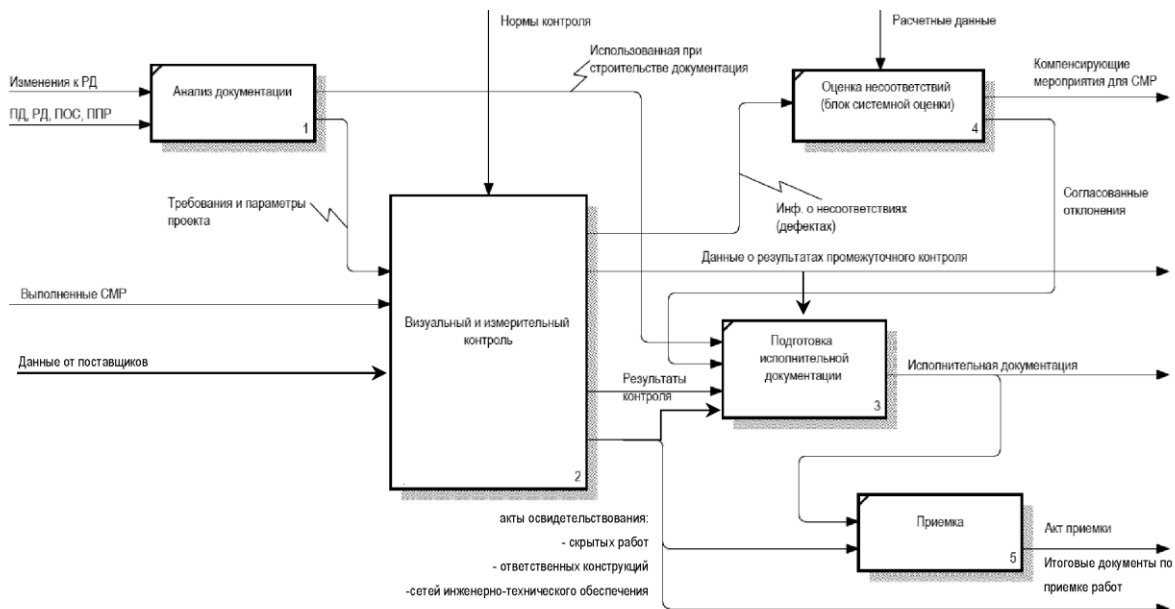 Нормы контроля
Расчетные данные
Использованная при
строительстве документация
Изменения к РД
ПД, РД, ПОС, ППР
Анализ документации
1
Оценка несоответствий
(блок системной оценки)
4
Компенсирующие
мероприятия для СМР
Требования и параметры
проекта
Инф. о несоответствиях
(дефектах)
Согласованные
отклонения
Данные о результатах промежуточного контроля
Выполненные СМР
Визуальный и измерительный
контроль
2
Данные от поставщиков
Подготовка
исполнительной
документации
3
Исполнительная документация
Результаты
контроля
акты освидетельствования:
- скрытых работ
- ответственных конструкций
-сетей инженерно-технического обеспечения
Приемка
5
Акт приемки
Итоговые документы по
приемке работ